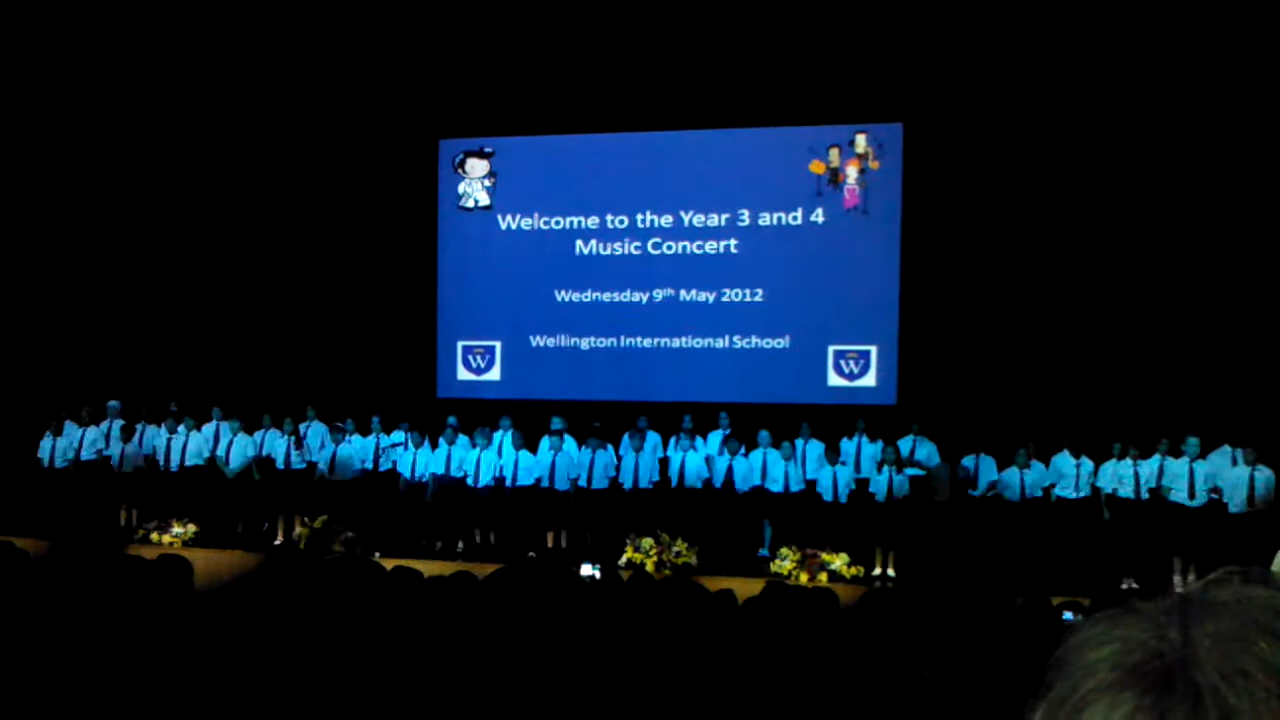 Welcome to the Year 3 and 4
Music Concert
Wednesday 9th May 2012
Wellington International School
W
W